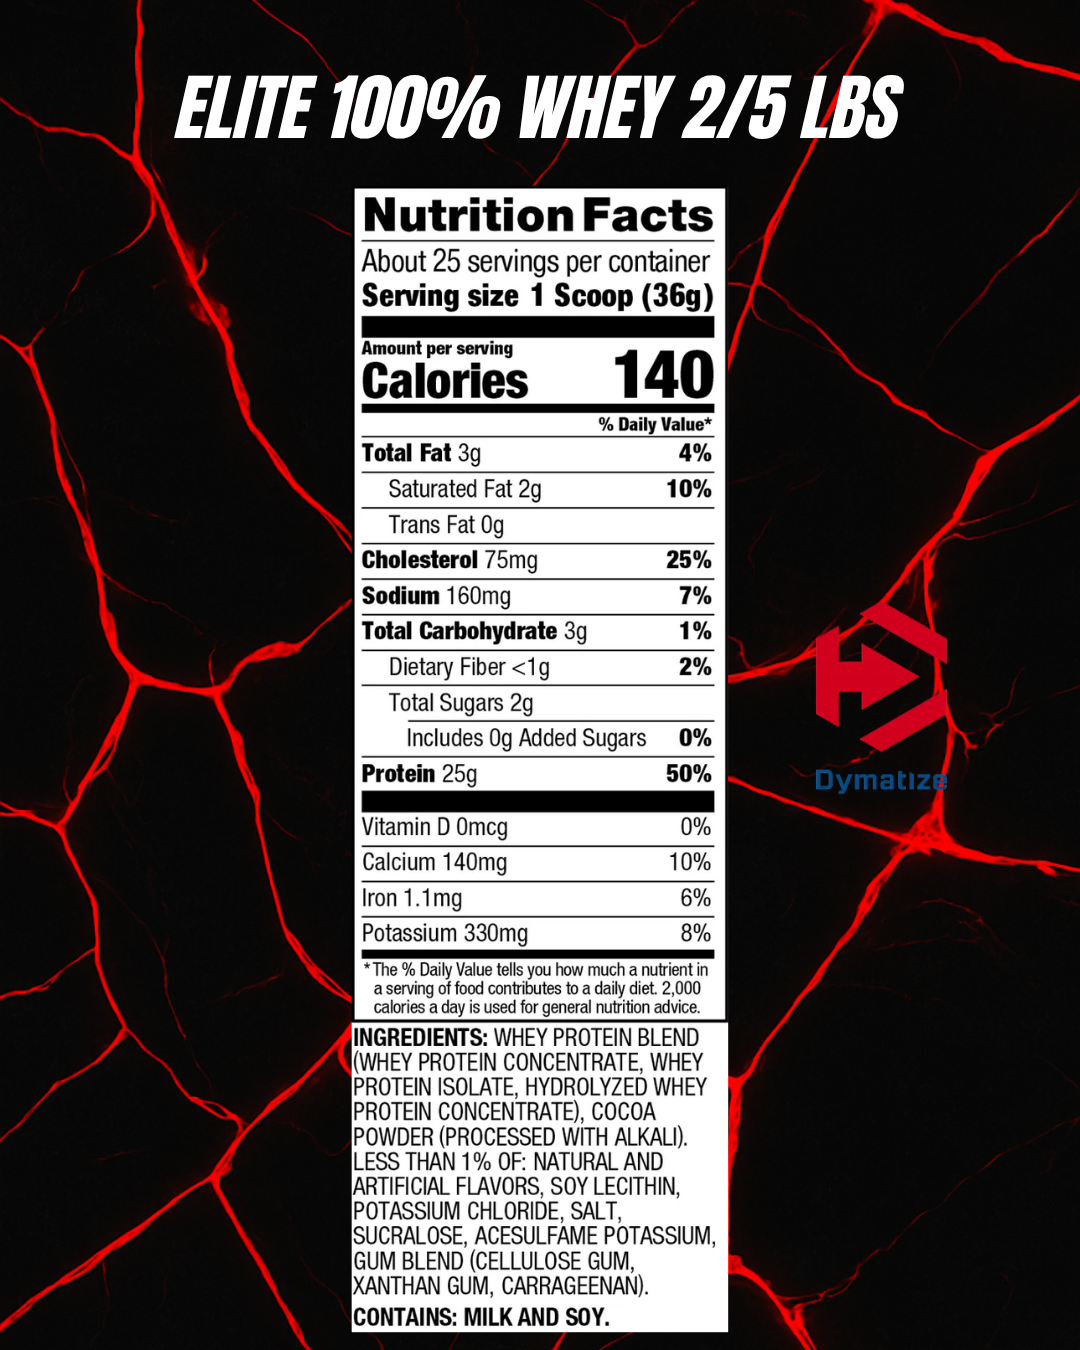 ELITE 100% WHEY 2/5 LBS
Nutrition Facts
About 25 servings per container
Serving size 1 Scoop (36g)
Amount per serving
Calories 140
% Daily Value*
Total Fat 3g 4%
Saturated Fat 2g 10%
Trans Fat 0g
Cholesterol 75mg 25%
Sodium 160mg 7%
Total Carbohydrate 3g 1%
Dietary Fiber <1g 2%
Total Sugars 2g
Includes 0g Added Sugars 0%
Protein 25g 50%
Vitamin D 0mcg 0%
Calcium 140mg 10%
Iron 1.1mg 6%
Potassium 330mg 8%
*The % Daily Value tells you how much a nutrient in
a serving of food contributes to a daily diet. 2,000
calories a day is used for general nutrition advice.
INGREDIENTS: WHEY PROTEIN BLEND
(WHEY PROTEIN CONCENTRATE, WHEY
PROTEIN ISOLATE, HYDROLYZED WHEY
PROTEIN CONCENTRATE), COCOA
POWDER (PROCESSED WITH ALKALI).
LESS THAN 1% OF: NATURAL AND
ARTIFICIAL FLAVORS, SOY LECITHIN,
POTASSIUM CHLORIDE, SALT,
SUCRALOSE, ACESULFAME POTASSIUM,
GUM BLEND (CELLULOSE GUM,
XANTHAN GUM, CARRAGEENAN).
CONTAINS: MILK AND SOY.
Dymatize